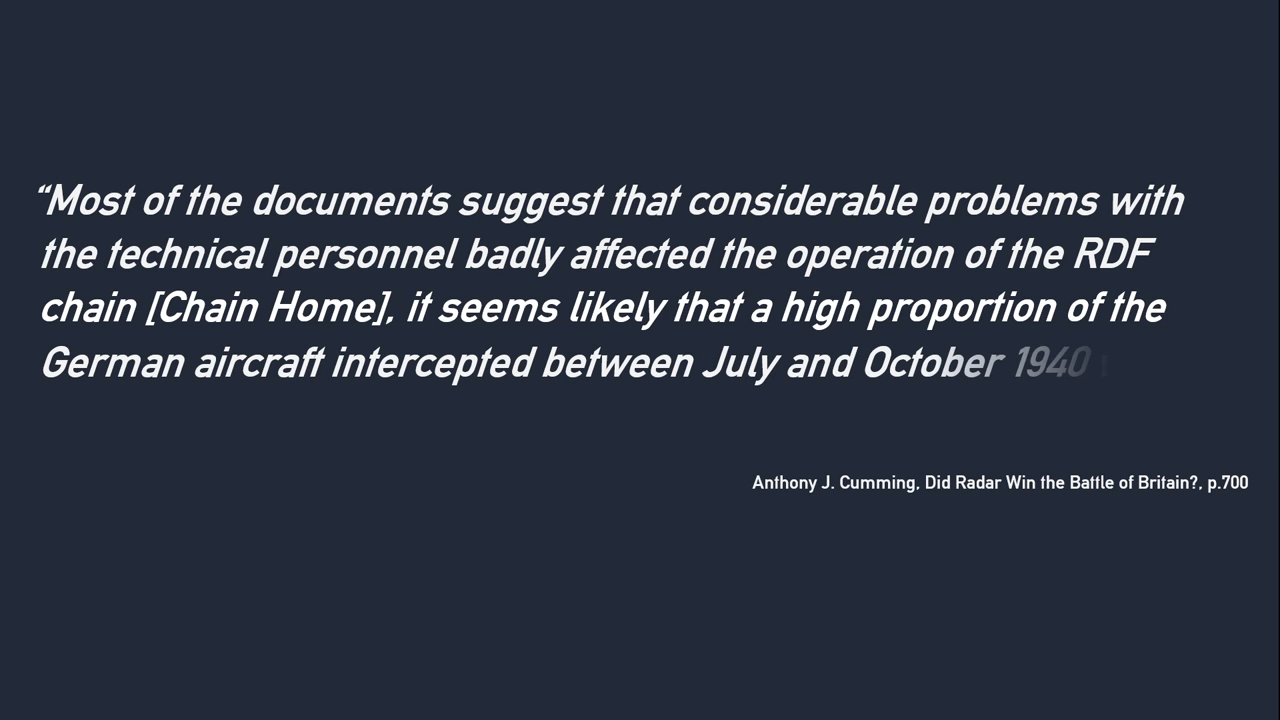 “Most of the documents suggest that considerable problems with
the technical personnel badly affected the operation of the RDF
chain [Chain Home], it seems likely that a high proportion of the
German aircraft intercepted between July and October 1940
Anthony J. Cumming, Did Radar Win the Battle of Britain?, p.700